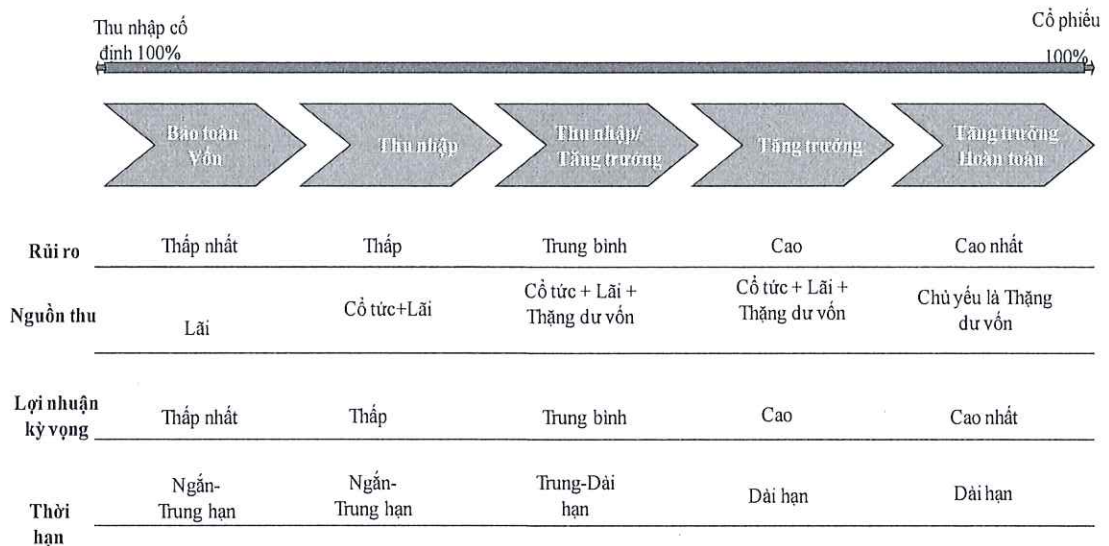 Thu nhập cố
định 100%
Cổ phiếu
100%
Bảo toàn
Vốn
Thu nhập
Thu nhập/
Tăng trưởng
Tăng trưởng
Tăng trưởng
Hoàn toàn
Rủi ro
Thấp nhất
Thấp
Trung bình
Cao
Cao nhất
Nguồn thu
Lãi
Cổ tức+Lãi
Cổ tức + Lãi +
Thặng dư vốn
Cổ tức + Lãi +
Thặng dư vốn
Chủ yếu là Thặng
dư vốn
Lợi nhuận
kỳ vọng
Thấp nhất
Thấp
Trung bình
Cao
Cao nhất
Thời
hạn
Ngắn-
Trung hạn
Ngắn-
Trung hạn
Trung-Dài
hạn
Dài hạn
Dài hạn